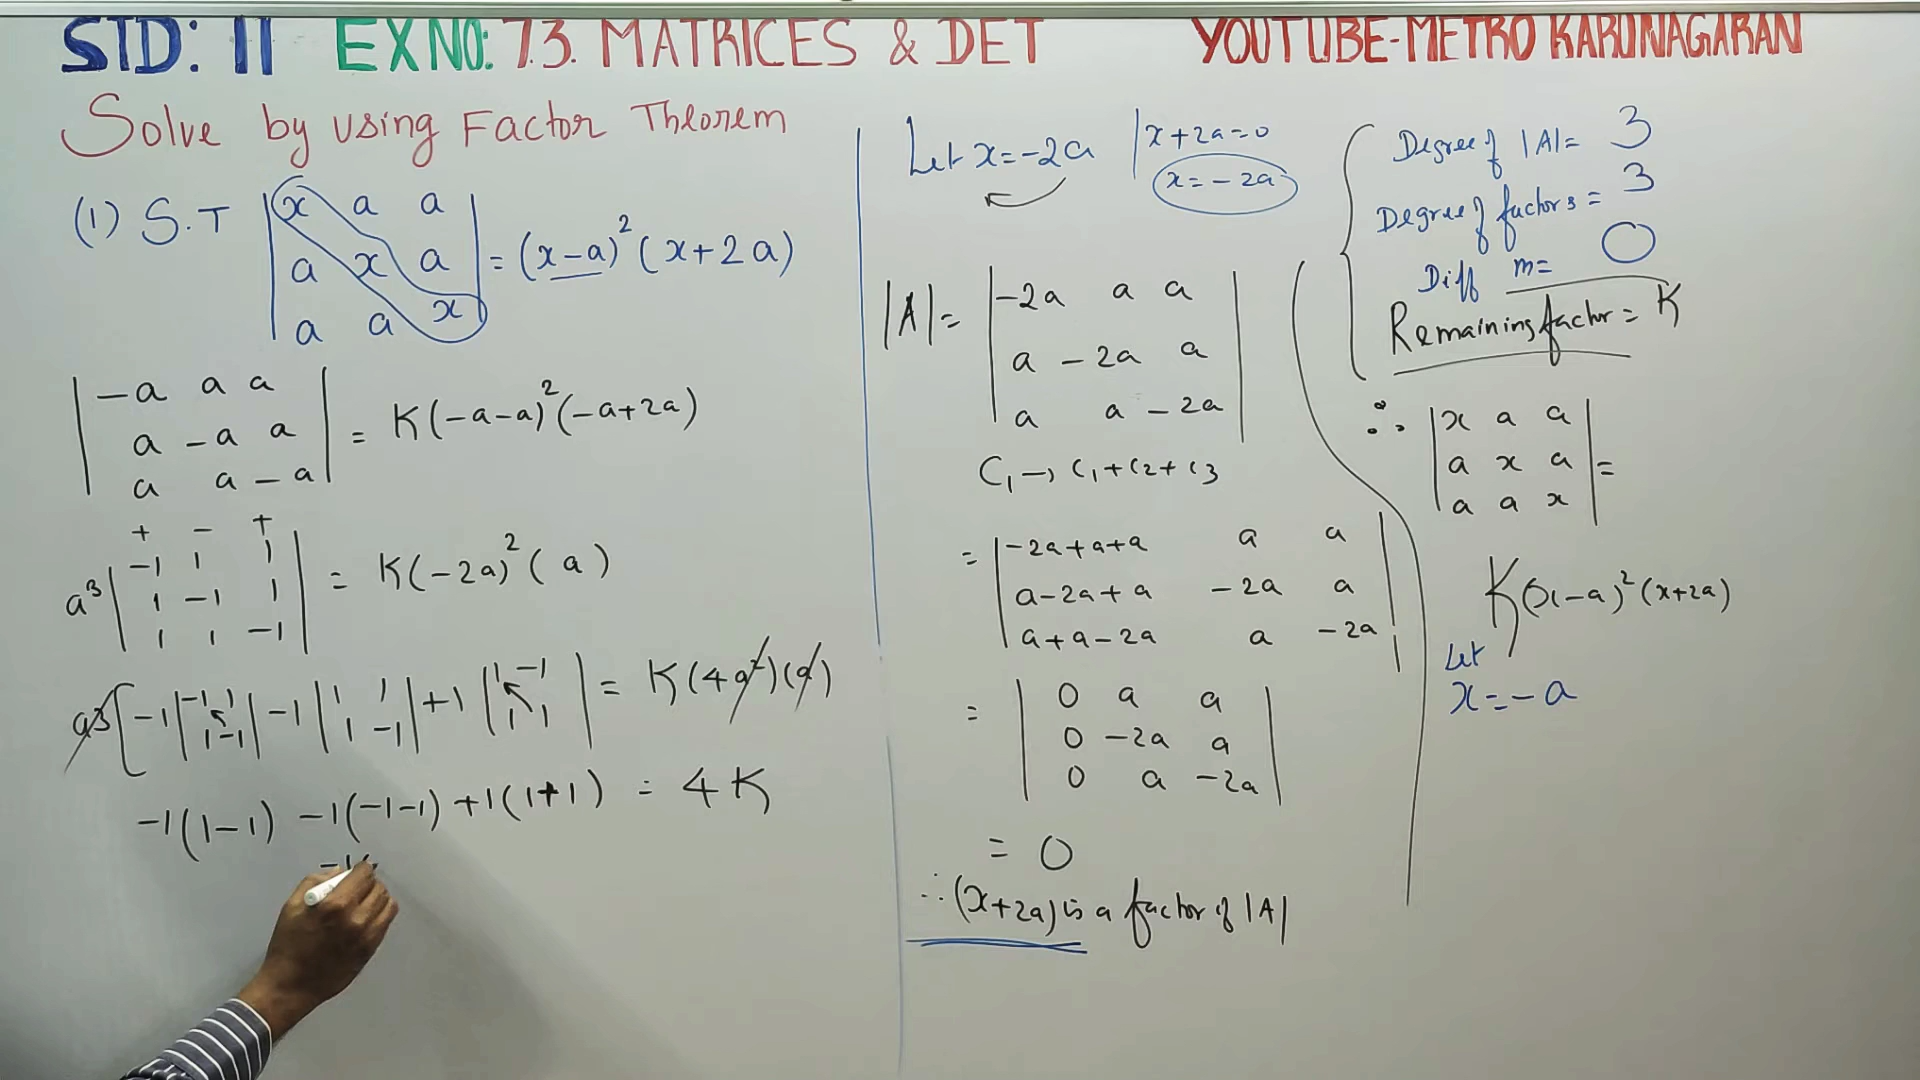 STD: 11 EX NO: 7.3. MATRICES & DET YOUTUBE-METRO KARUNAGARAN
Solve by using Factor Theorem
(1) S.T | x a a |
| a x a | = (x-a)² (x+2a)
| a a x |
| -a a a |
| a -a a | = K(-a-a)²(-a+2a)
| a a -a |
+ - +
| -1 1 1 |
a³ | 1 -1 1 | = K(-2a)² (a)
| 1 1 -1 |
a³[ -1 | -1 1 | -1 | 1 1 | +1 | 1 -1 | = K(4a²)(a)
| 1 -1 | | 1 -1 | | 1 1 |
-1(1-1) -1(-1-1) +1(1+1) = 4K
Let x=-2a | x+2a=0
x=-2a
| -2a a a |
|A|= | a -2a a |
| a a -2a |
C₁→ C₁+C₂+C₃
= | -2a+a+a a a |
| a-2a+a -2a a |
| a+a-2a a -2a |
= | 0 a a |
| 0 -2a a |
| 0 a -2a |
= 0
∴ (x+2a) is a factor of |A|
Degree of |A|= 3
Degree of factors = 3
Diff m= 0
Remaining factor = K
∴ | x a a |
| a x a | =
| a a x |
K(x-a)²(x+2a)
Let
x=-a